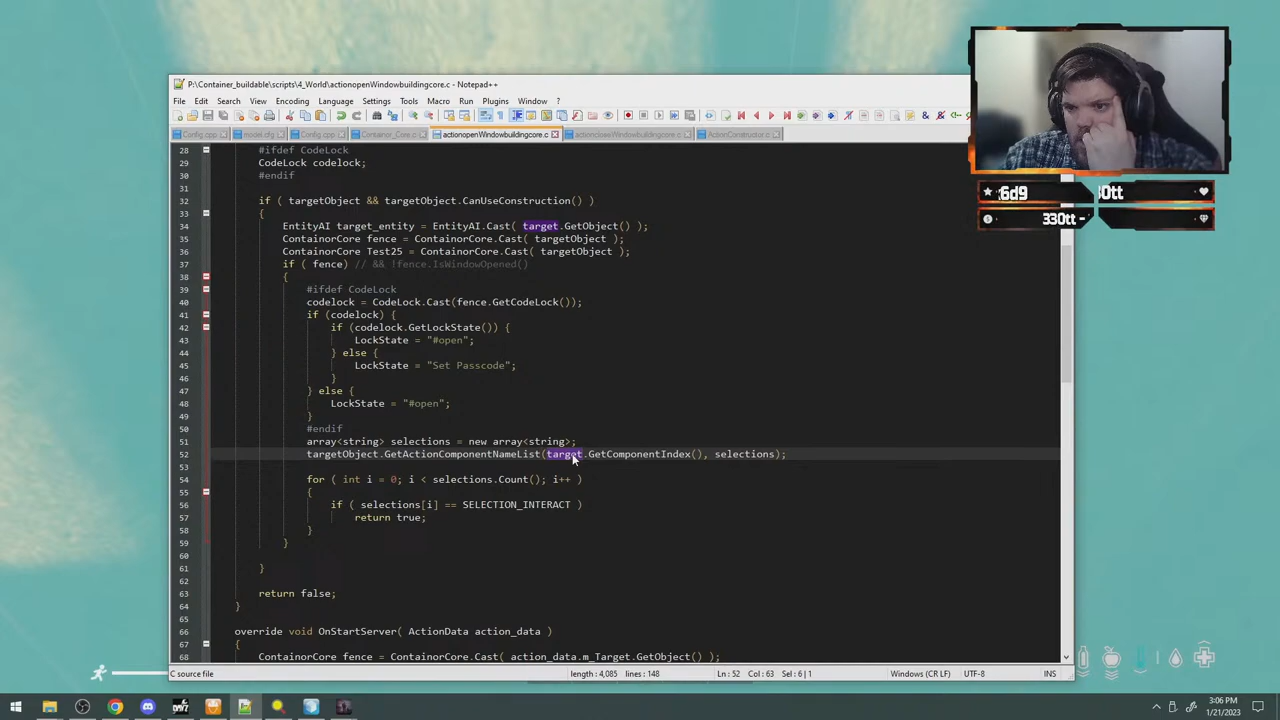 P:\Container_buildable\scripts\4_World\actionopenWindowbuildingcore.c - Notepad++
File Edit Search View Encoding Language Settings Tools Macro Run Plugins Window ?
Config.cpp model.cfg Config.cpp Container_Core.c actionopenWindowbuildingcore.c actioncloseWindowbuildingcore.c ActionConstructor.c
28 #ifdef CodeLock
29 CodeLock codelock;
30 #endif
31
32 if ( targetObject && targetObject.CanUseConstruction() )
33 {
34 EntityAI target_entity = EntityAI.Cast( target.GetObject() );
35 ContainorCore fence = ContainorCore.Cast( targetObject );
36 ContainorCore Test25 = ContainorCore.Cast( targetObject );
37 if ( fence) // && !fence.IsWindowOpened()
38 {
39 #ifdef CodeLock
40 codelock = CodeLock.Cast(fence.GetCodeLock());
41 if (codelock) {
42 if (codelock.GetLockState()) {
43 LockState = "#open";
44 } else {
45 LockState = "Set Passcode";
46 }
47 } else {
48 LockState = "#open";
49 }
50 #endif
51 array<string> selections = new array<string>;
52 targetObject.GetActionComponentNameList(target.GetComponentIndex(), selections);
53
54 for ( int i = 0; i < selections.Count(); i++ )
55 {
56 if ( selections[i] == SELECTION_INTERACT )
57 return true;
58 }
59 }
60
61 }
62
63 return false;
64 }
65
66 override void OnStartServer( ActionData action_data )
67 {
68 ContainorCore fence = ContainorCore.Cast( action_data.m_Target.GetObject() );
C source file length : 4,085 lines : 148 Ln : 52 Col : 63 Sel : 6 | 1 Windows (CR LF) UTF-8 INS
6d9
30tt
330tt -
3:06 PM
1/21/2023